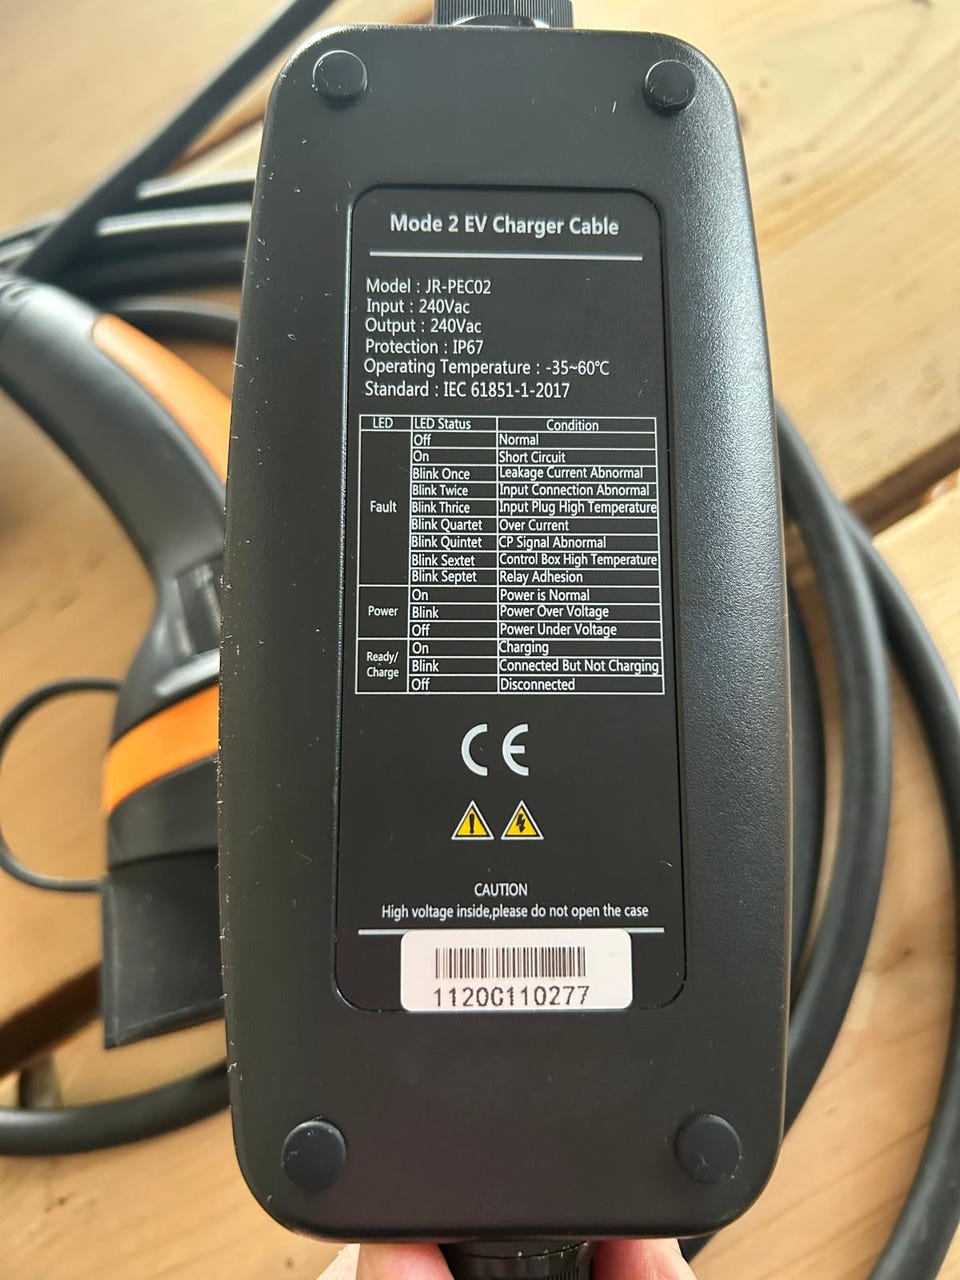 Mode 2 EV Charger Cable
Model : JR-PEC02
Input : 240Vac
Output : 240Vac
Protection : IP67
Operating Temperature : -35~60℃
Standard : IEC 61851-1-2017
LED LED Status Condition
Fault
Off Normal
On Short Circuit
Blink Once Leakage Current Abnormal
Blink Twice Input Connection Abnormal
Blink Thrice Input Plug High Temperature
Blink Quartet Over Current
Blink Quintet CP Signal Abnormal
Blink Sextet Control Box High Temperature
Blink Septet Relay Adhesion
Power
On Power is Normal
Blink Power Over Voltage
Off Power Under Voltage
Ready/
Charge
On Charging
Blink Connected But Not Charging
Off Disconnected
CE
CAUTION
High voltage inside,please do not open the case
1120C110277